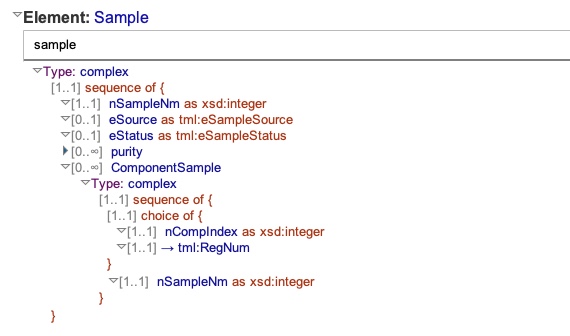 Element: Sample
sample
Type: complex
[1..1] sequence of {
[1..1] nSampleNm as xsd:integer
[0..1] eSource as tml:eSampleSource
[0..1] eStatus as tml:eSampleStatus
[0..∞] purity
[0..∞] ComponentSample
Type: complex
[1..1] sequence of {
[1..1] choice of {
[1..1] nCompIndex as xsd:integer
[1..1] → tml:RegNum
}
[1..1] nSampleNm as xsd:integer
}
}